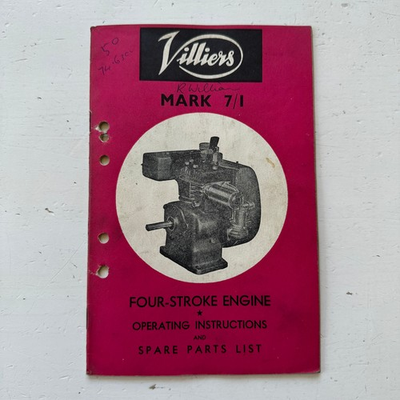 Villiers
MARK 7/1
FOUR-STROKE ENGINE
OPERATING INSTRUCTIONS
AND
SPARE PARTS LIST